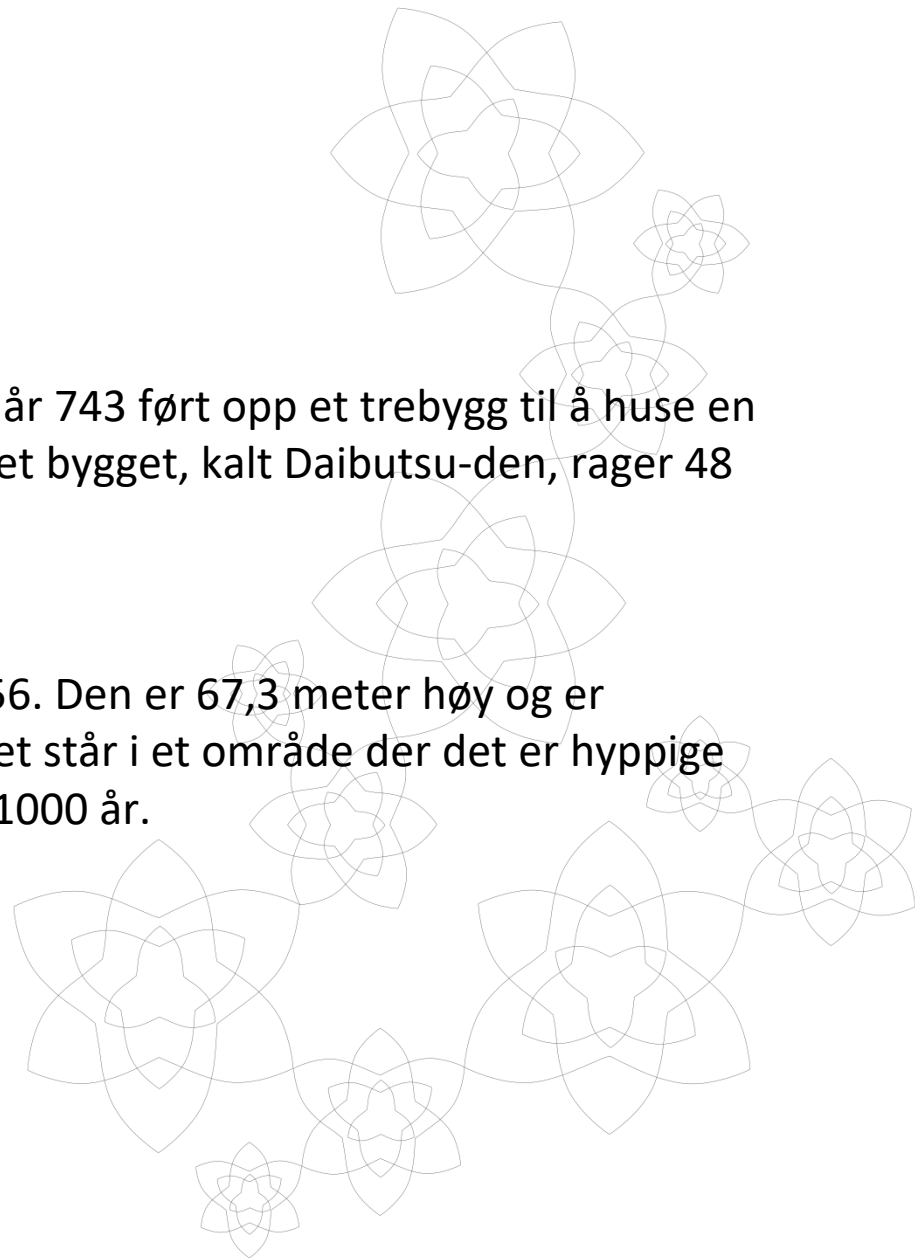 år 743 ført opp et trebygg til å huse en
et bygget, kalt Daibutsu-den, rager 48
56. Den er 67,3 meter høy og er
et står i et område der det er hyppige
1000 år.